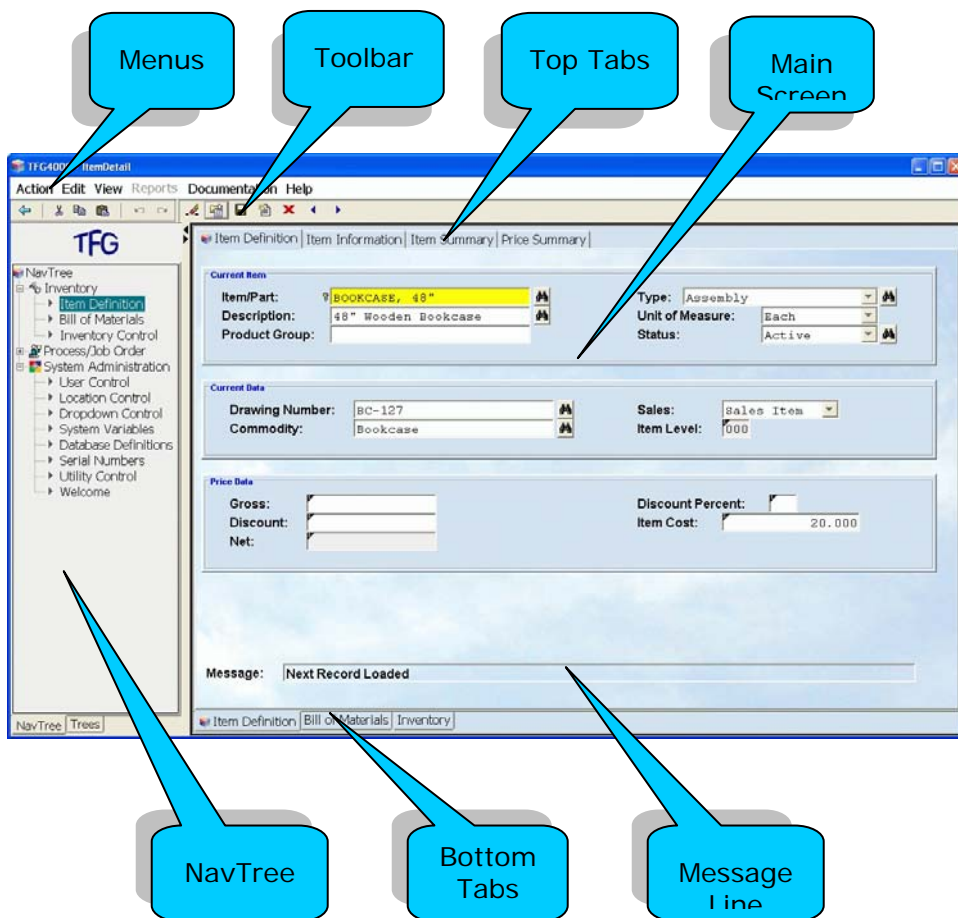 Menus
Toolbar
Top Tabs
Main
Screen
ItemDetail
Action Edit View Reports Documentation Help
TFG
Item Definition Item Information Item Summary Price Summary
NavTree
Inventory
Item Definition
Bill of Materials
Inventory Control
Process/Job Order
System Administration
User Control
Location Control
Dropdown Control
System Variables
Database Definitions
Serial Numbers
Utility Control
Welcome
Current Item
Item/Part: BOOKCASE, 48" Type: Assembly
Description: 48" Wooden Bookcase Unit of Measure: Each
Product Group: Status: Active
Current Data
Drawing Number: BC-127 Sales: Sales Item
Commodity: Bookcase Item Level: 000
Price Data
Gross: Discount Percent:
Discount: Item Cost: 20.000
Net:
Message: Next Record Loaded
NavTree Trees
Item Definition Bill of Materials Inventory
NavTree
Bottom
Tabs
Message
Line